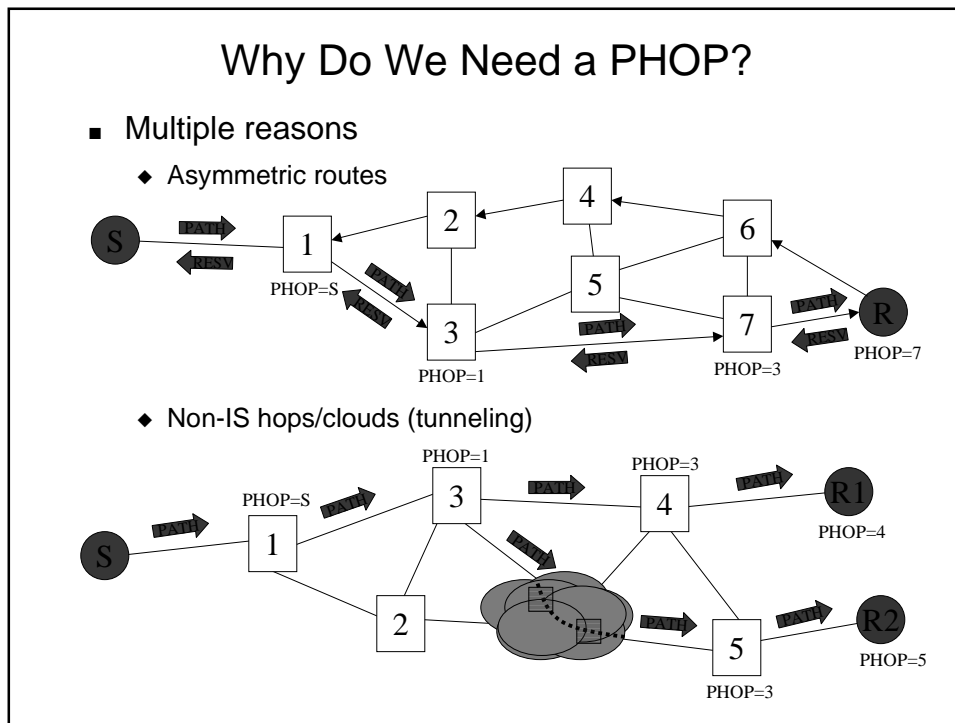 Why Do We Need a PHOP?
■ Multiple reasons
◆ Asymmetric routes
S
PATH
RESV
1
PHOP=S
2
4
6
PATH
RESV
3
PHOP=1
5
PATH
RESV
7
PHOP=3
PATH
RESV
R
PHOP=7
◆ Non-IS hops/clouds (tunneling)
S
PATH
PHOP=S
1
PATH
PHOP=1
3
PATH
PHOP=3
4
PATH
R1
PHOP=4
2
PATH
PATH
5
PHOP=3
PATH
R2
PHOP=5